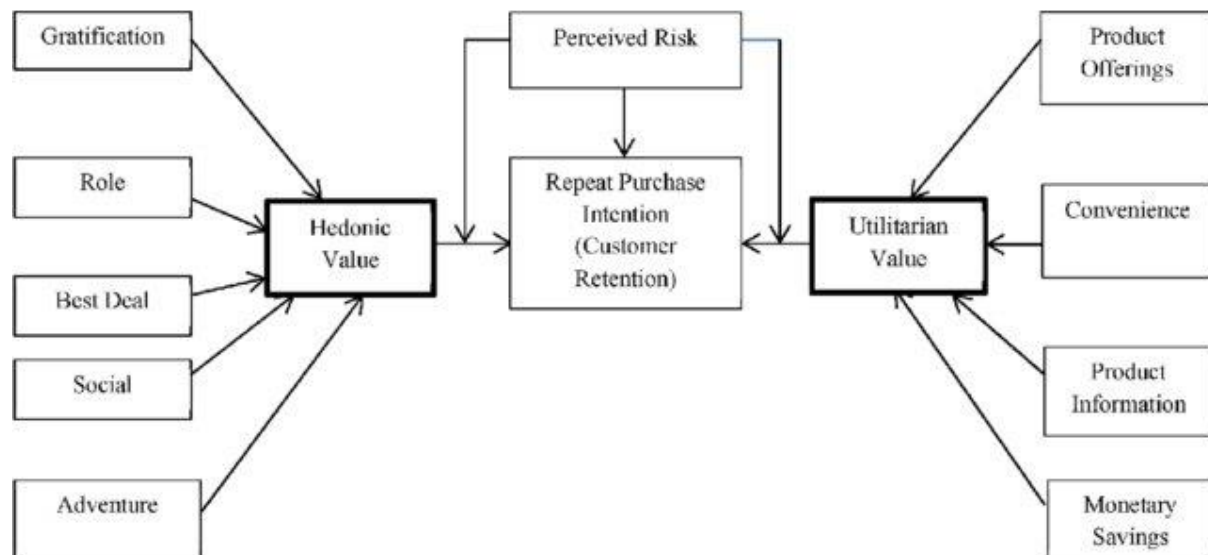 Gratification
Role
Best Deal
Social
Adventure
Hedonic
Value
Perceived Risk
Repeat Purchase
Intention
(Customer
Retention)
Utilitarian
Value
Product
Offerings
Convenience
Product
Information
Monetary
Savings